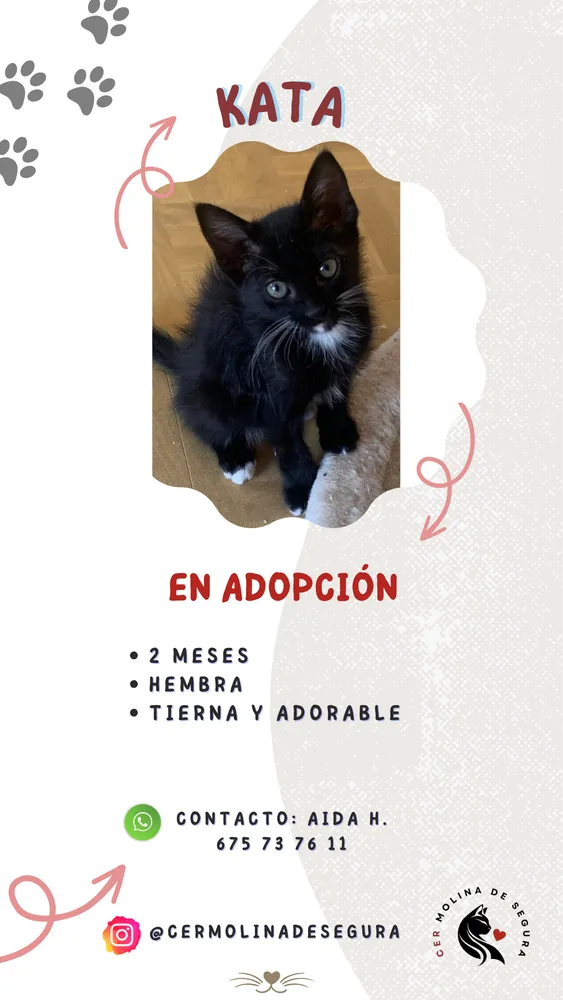 KATA
EN ADOPCIÓN
• 2 MESES
• HEMBRA
• TIERNA Y ADORABLE
CONTACTO: AIDA H.
675 73 76 11
@CERMOLINADESEGURA
CER MOLINA DE SEGURA